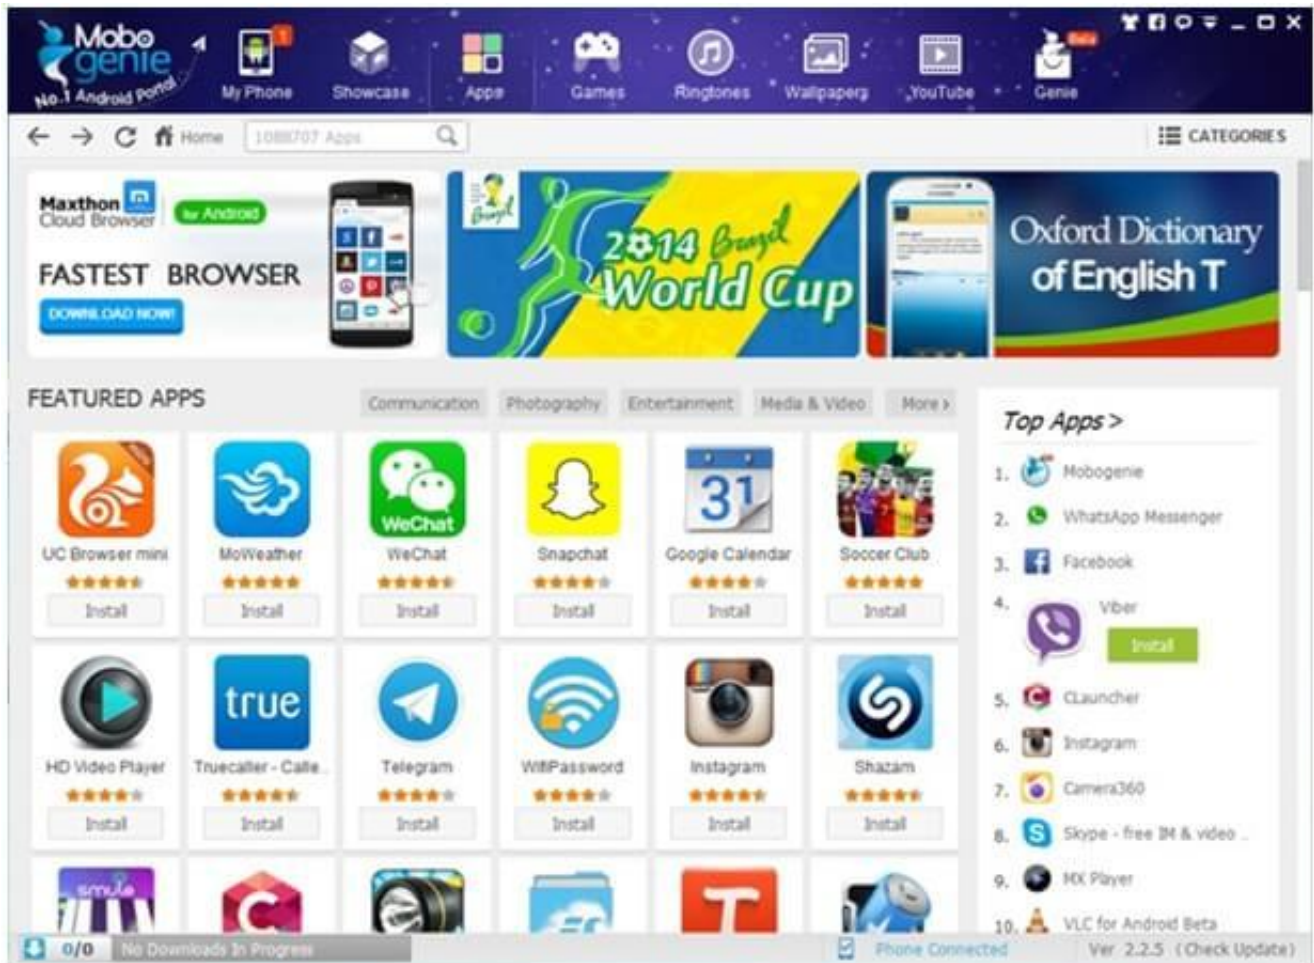 Mobo
genie
No.1 Android Portal
1
My Phone
Showcase
Apps
Games
Ringtones
Wallpapers
YouTube
Beta
Genie
Home
1088707 Apps
CATEGORIES
Maxthon
Cloud Browser
for Android
FASTEST BROWSER
DOWNLOAD NOW!
Brazil
2014 Brazil
World Cup
Oxford Dictionary
of English T
FEATURED APPS
Communication
Photography
Entertainment
Media & Video
More >
WeChat
31
UC Browser mini
MoWeather
WeChat
Snapchat
Google Calendar
Soccer Club
Install
Install
Install
Install
Install
Install
true
HD Video Player
Truecaller - Calle...
Telegram
WifiPassword
Instagram
Shazam
Install
Install
Install
Install
Install
Install
smule
Top Apps >
1. Mobogenie
2. WhatsApp Messenger
3. Facebook
4. Viber
Install
5. CLauncher
6. Instagram
7. Camera360
8. Skype - free IM & video ..
9. MX Player
10. VLC for Android Beta
0/0
No Downloads In Progress
Phone Connected
Ver 2.2.5 (Check Update)